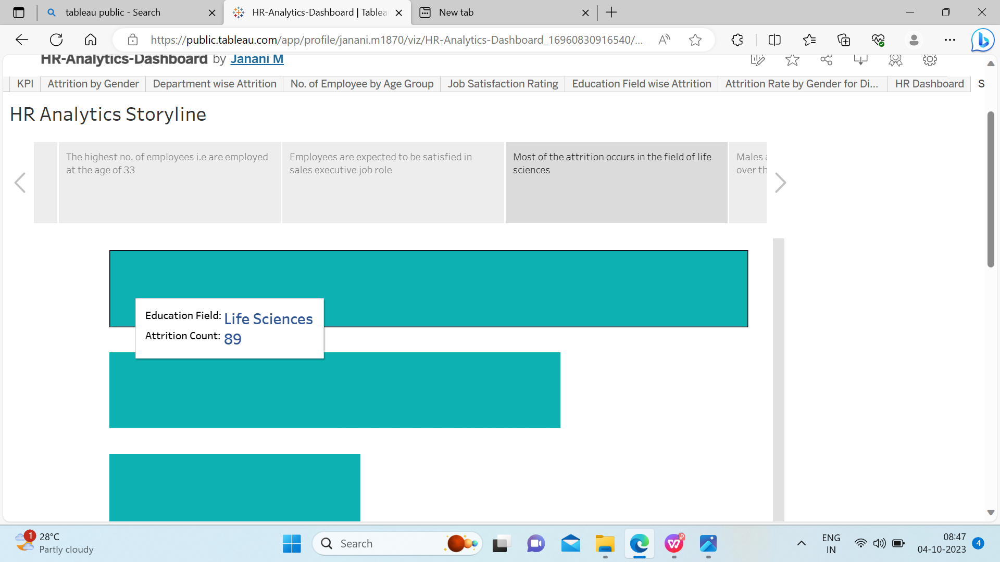 tableau public - Search
HR-Analytics-Dashboard | Tablea
New tab
https://public.tableau.com/app/profile/janani.m1870/viz/HR-Analytics-Dashboard_16960830916540/...
HR-Analytics-Dashboard by Janani M
KPI
Attrition by Gender
Department wise Attrition
No. of Employee by Age Group
Job Satisfaction Rating
Education Field wise Attrition
Attrition Rate by Gender for Di...
HR Dashboard
S
HR Analytics Storyline
The highest no. of employees i.e are employed
at the age of 33
Employees are expected to be satisfied in
sales executive job role
Most of the attrition occurs in the field of life
sciences
Males
over th
Education Field: Life Sciences
Attrition Count: 89
1
28°C
Partly cloudy
Search
ENG
IN
08:47
04-10-2023
4